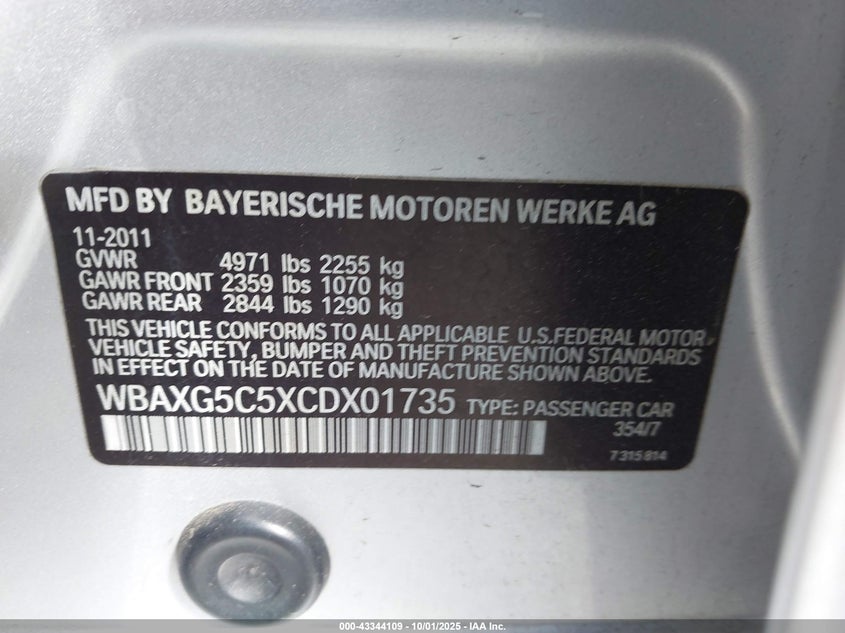 MFD BY BAYERISCHE MOTOREN WERKE AG
11-2011
GVWR 4971 lbs 2255 kg
GAWR FRONT 2359 lbs 1070 kg
GAWR REAR 2844 lbs 1290 kg
THIS VEHICLE CONFORMS TO ALL APPLICABLE U.S.FEDERAL MOTOR
VEHICLE SAFETY, BUMPER AND THEFT PREVENTION STANDARDS
IN EFFECT ON THE DATE OF MANUFACTURE SHOWN ABOVE.
WBAXG5C5XCDX01735 TYPE: PASSENGER CAR
354/7
7 315 814
000-43344109 - 10/01/2025 - IAA Inc.